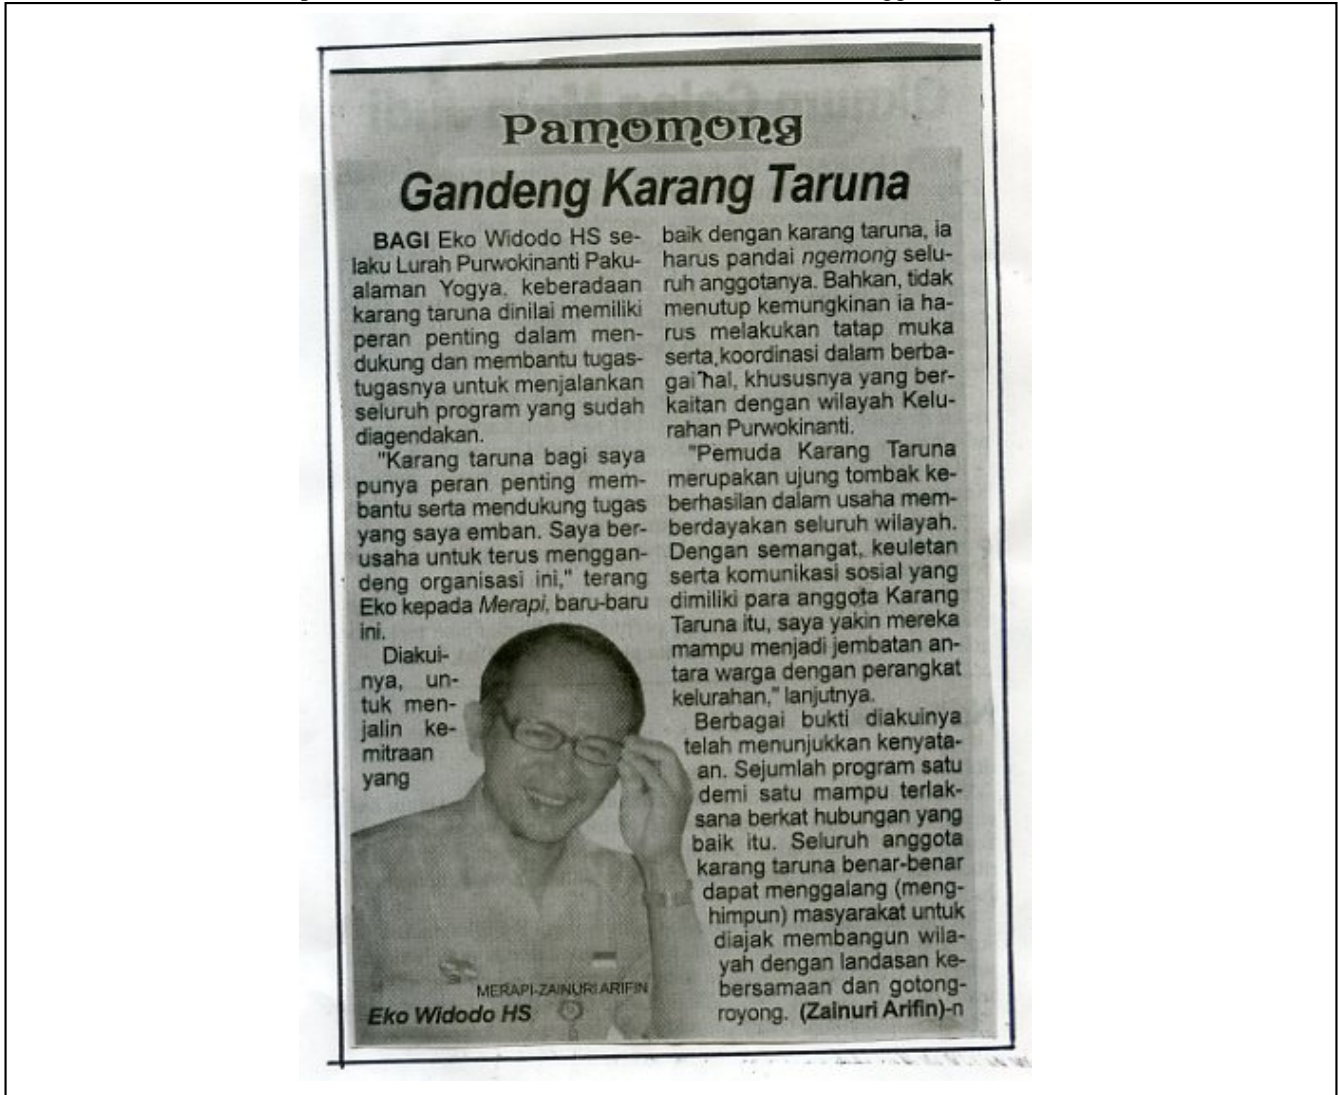 Pamomong
Gandeng Karang Taruna
BAGI Eko Widodo HS se-
laku Lurah Purwokinanti Paku-
alaman Yogya, keberadaan
karang taruna dinilai memiliki
peran penting dalam men-
dukung dan membantu tugas-
tugasnya untuk menjalankan
seluruh program yang sudah
diagendakan.
"Karang taruna bagi saya
punya peran penting mem-
bantu serta mendukung tugas
yang saya emban. Saya ber-
usaha untuk terus menggan-
deng organisasi ini," terang
Eko kepada Merapi, baru-baru
ini.
Diakui-
nya, un-
tuk men-
jalin ke-
mitraan
yang
baik dengan karang taruna, ia
harus pandai ngemong selu-
ruh anggotanya. Bahkan, tidak
menutup kemungkinan ia ha-
rus melakukan tatap muka
serta koordinasi dalam berba-
gai hal, khususnya yang ber-
kaitan dengan wilayah Kelu-
rahan Purwokinanti.
"Pemuda Karang Taruna
merupakan ujung tombak ke-
berhasilan dalam usaha mem-
berdayakan seluruh wilayah.
Dengan semangat, keuletan
serta komunikasi sosial yang
dimiliki para anggota Karang
Taruna itu, saya yakin mereka
mampu menjadi jembatan an-
tara warga dengan perangkat
kelurahan," lanjutnya.
Berbagai bukti diakuinya
telah menunjukkan kenyata-
an. Sejumlah program satu
demi satu mampu terlak-
sana berkat hubungan yang
baik itu. Seluruh anggota
karang taruna benar-benar
dapat menggalang (meng-
himpun) masyarakat untuk
diajak membangun wila-
yah dengan landasan ke-
bersamaan dan gotong-
royong. (Zainuri Arifin)-n
MERAPI-ZAINURI ARIFIN
Eko Widodo HS